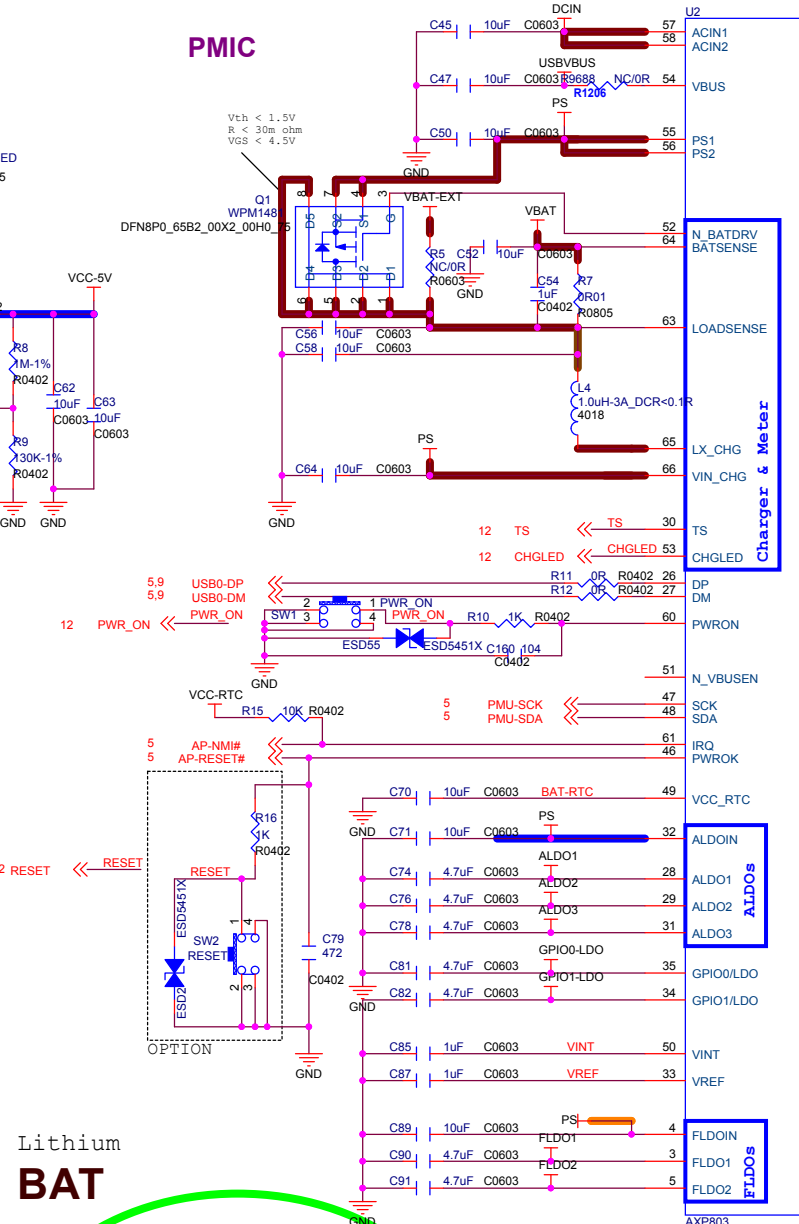 PMIC
DCIN
U2
C45 10uF C0603
57 ACIN1
58 ACIN2
USBVBUS
C47 10uF C0603 R9688 NC/0R 54 VBUS
R1206
PS
C50 10uF C0603
55 PS1
56 PS2
GND
Vth < 1.5V
R < 30m ohm
VGS < 4.5V
ED
5
Q1
WPM1481
DFN8P0_65B2_00X2_00H0_75
8 7 4 3
D5 S2 S1 G
D4 D3 D2 D1
6 5 2 1
VBAT-EXT
R5
NC/0R
R0603
VBAT
C52 10uF C0603
GND
C54
1uF
C0402
R7
0R01
R0805
52 N_BATDRV
64 BATSENSE
63 LOADSENSE
VCC-5V
R8
1M-1%
R0402
C62
10uF
C0603
C63
10uF
C0603
R9
130K-1%
R0402
GND GND
C56 10uF C0603
C58 10uF C0603
L4
1.0uH-3A_DCR<0.1R
4018
PS
65 LX_CHG
C64 10uF C0603 66 VIN_CHG
GND
Charger & Meter
12 TS TS 30 TS
12 CHGLED CHGLED 53 CHGLED
5,9 USB0-DP R11 0R R0402 26 DP
5,9 USB0-DM R12 0R R0402 27 DM
12 PWR_ON PWR_ON
SW1 2 1 3 4 PWR_ON
PWR_ON R10 1K R0402 60 PWRON
ESD55 ESD5451X C160 104
C0402
GND
51 N_VBUSEN
VCC-RTC
R15 10K R0402
5 PMU-SCK 47 SCK
5 PMU-SDA 48 SDA
5 AP-NMI# 61 IRQ
5 AP-RESET# 46 PWROK
C70 10uF C0603 BAT-RTC 49 VCC_RTC
GND
PS
C71 10uF C0603 32 ALDOIN
ALDO1
C74 4.7uF C0603 28 ALDO1
ALDO2
C76 4.7uF C0603 29 ALDO2
ALDO3
C78 4.7uF C0603 31 ALDO3
ALDOs
R16
1K
R0402
2 RESET RESET RESET
ESD5451X
ESD2
1 4
SW2
RESET
2 3
C79
472
C0402
GND
OPTION
GPIO0-LDO
C81 4.7uF C0603 35 GPIO0/LDO
GND
GPIO1-LDO
C82 4.7uF C0603 34 GPIO1/LDO
C85 1uF C0603 VINT 50 VINT
C87 1uF C0603 VREF 33 VREF
PS
C89 10uF C0603 4 FLDOIN
FLDO1
C90 4.7uF C0603 3 FLDO1
FLDO2
C91 4.7uF C0603 5 FLDO2
FLDOs
GND
AXP803
Lithium
BAT